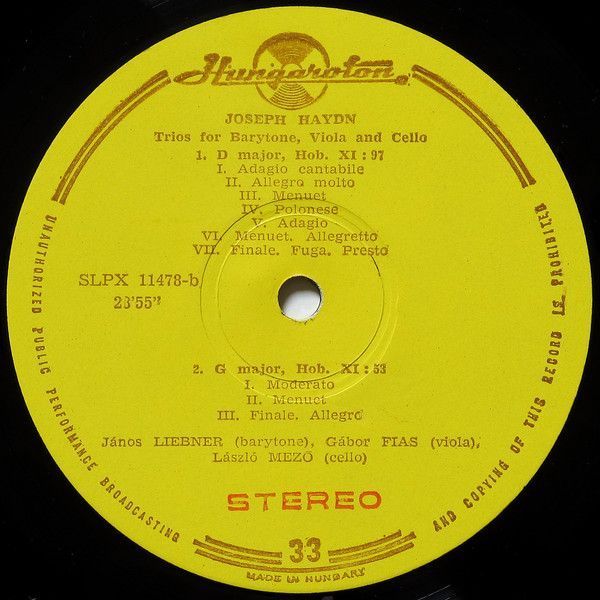 Hungaroton
JOSEPH HAYDN
Trios for Barytone, Viola and Cello
1. D major, Hob. XI : 97
I. Adagio cantabile
II. Allegro molto
III. Menuet
IV. Polonese
V. Adagio
VI. Menuet. Allegretto
VII. Finale. Fuga. Presto
SLPX 11478-b
23'55"
2. G major, Hob. XI : 53
I. Moderato
II. Menuet
III. Finale. Allegro
János LIEBNER (barytone), Gábor FIAS (viola),
László MEZŐ (cello)
STEREO
33
MADE IN HUNGARY
UNAUTHORIZED PUBLIC PERFORMANCE BROADCASTING
AND COPYING OF THIS RECORD IS PROHIBITED